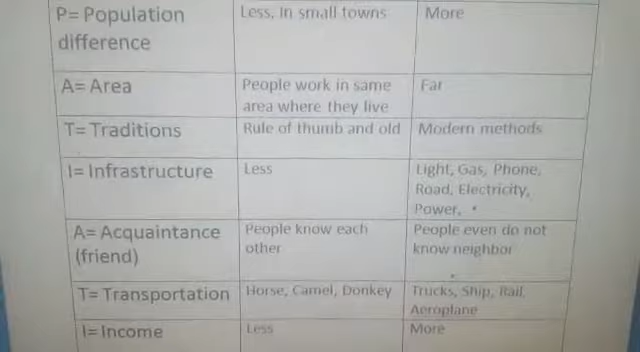 P= Population difference | Less, In small towns | More
A= Area | People work in same area where they live | Far
T= Traditions | Rule of thumb and old | Modern methods
I= Infrastructure | Less | Light, Gas, Phone, Road, Electricity, Power,
A= Acquaintance (friend) | People know each other | People even do not know neighbor
T= Transportation | Horse, Camel, Donkey | Trucks, Ship, Rail, Aeroplane
I= Income | Less | More